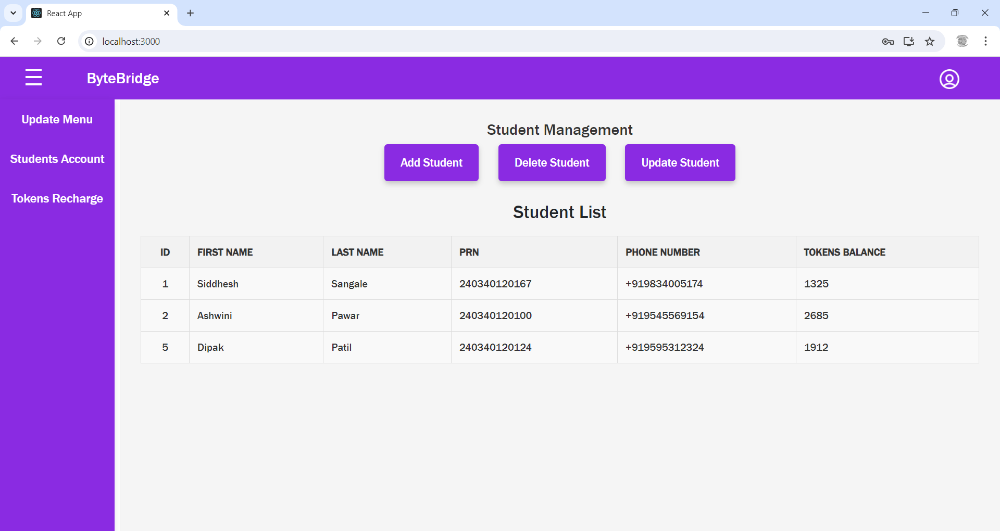 React App
localhost:3000
ByteBridge
Update Menu
Students Account
Tokens Recharge
Student Management
Add Student Delete Student Update Student
Student List
ID FIRST NAME LAST NAME PRN PHONE NUMBER TOKENS BALANCE
1 Siddhesh Sangale 240340120167 +919834005174 1325
2 Ashwini Pawar 240340120100 +919545569154 2685
5 Dipak Patil 240340120124 +919595312324 1912